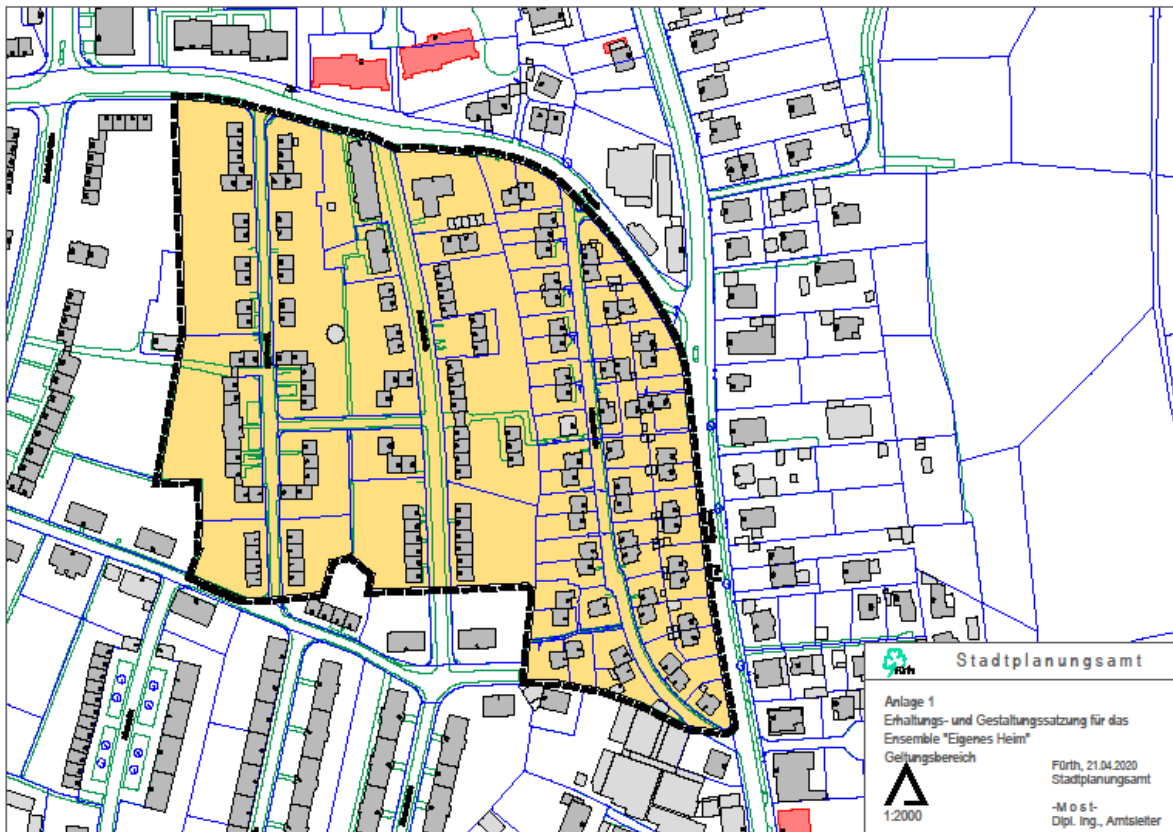 Fürth
Stadtplanungsamt
Anlage 1
Erhaltungs- und Gestaltungssatzung für das
Ensemble "Eigenes Heim"
Geltungsbereich
1:2000
Fürth, 21.04.2020
Stadtplanungsamt
-M o s t-
Dipl. Ing., Amtsleiter